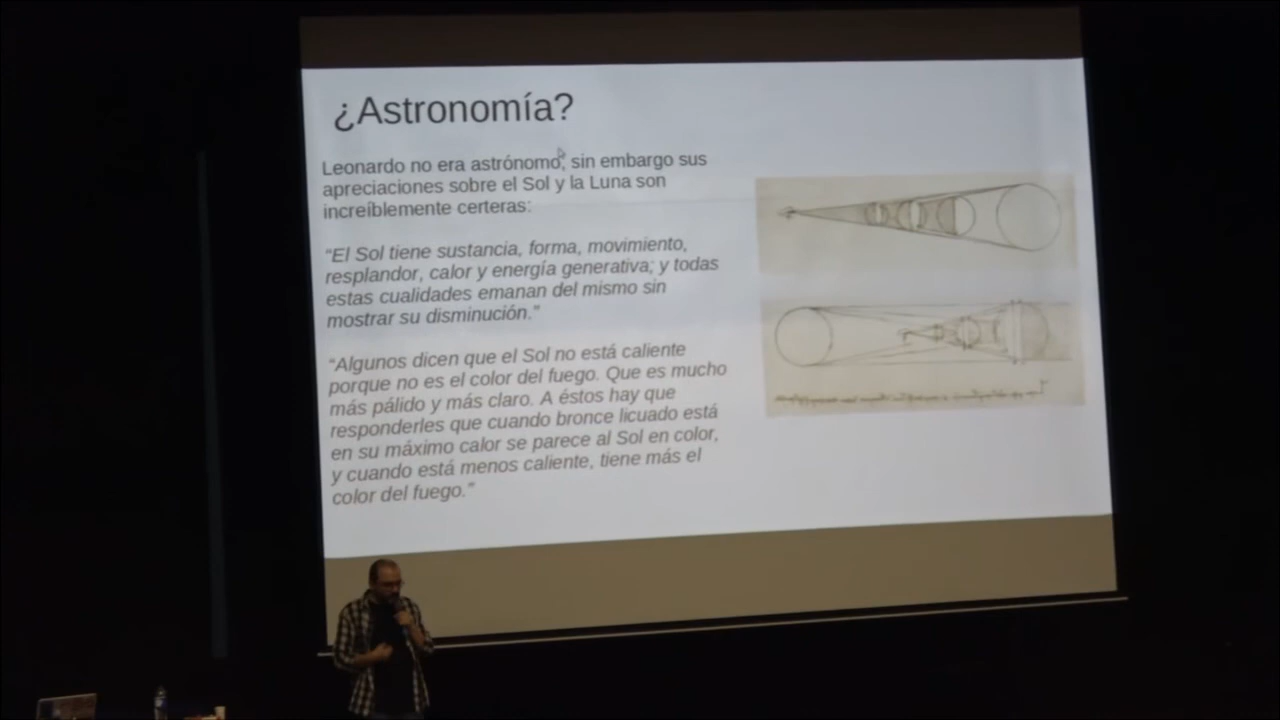 ¿Astronomía?
Leonardo no era astrónomo, sin embargo sus
apreciaciones sobre el Sol y la Luna son
increíblemente certeras:
“El Sol tiene sustancia, forma, movimiento,
resplandor, calor y energía generativa; y todas
estas cualidades emanan del mismo sin
mostrar su disminución.”
“Algunos dicen que el Sol no está caliente
porque no es el color del fuego. Que es mucho
más pálido y más claro. A éstos hay que
responderles que cuando bronce licuado está
en su máximo calor se parece al Sol en color,
y cuando está menos caliente, tiene más el
color del fuego.”